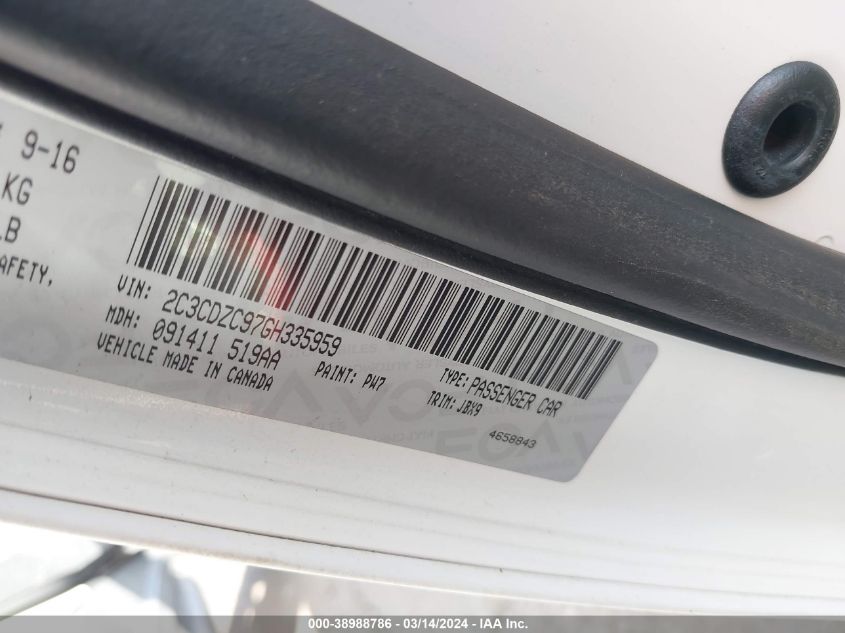 9-16
KG
LB
AFETY,
VIN: 2C3CDZC97GH335959
MDH: 091411 519AA
VEHICLE MADE IN CANADA
PAINT: PW7
TYPE: PASSENGER CAR
TRIM: JBX9
4658843
000-38988786 - 03/14/2024 - IAA Inc.